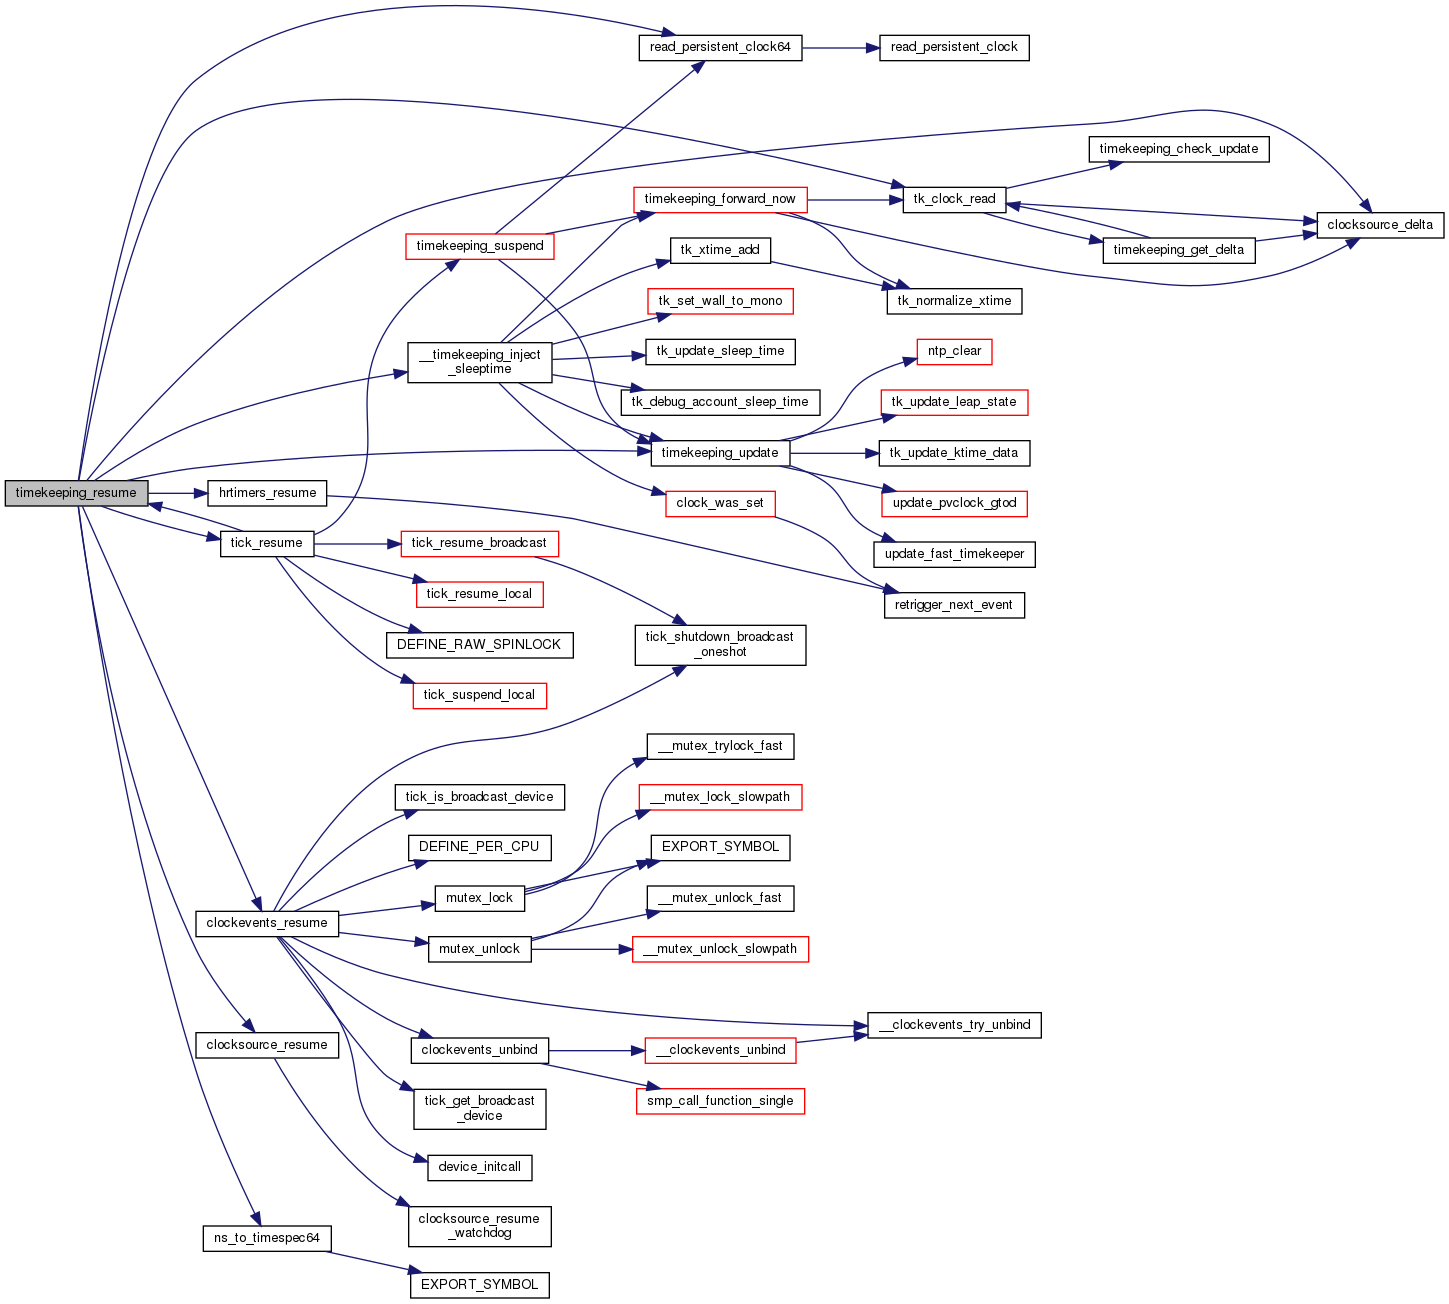 read_persistent_clock64
read_persistent_clock
timekeeping_check_update
timekeeping_forward_now
tk_clock_read
clocksource_delta
timekeeping_suspend
tk_xtime_add
timekeeping_get_delta
tk_set_wall_to_mono
tk_normalize_xtime
__timekeeping_inject
_sleeptime
tk_update_sleep_time
ntp_clear
tk_debug_account_sleep_time
tk_update_leap_state
timekeeping_update
tk_update_ktime_data
timekeeping_resume
hrtimers_resume
clock_was_set
update_pvclock_gtod
tick_resume
tick_resume_broadcast
update_fast_timekeeper
tick_resume_local
retrigger_next_event
DEFINE_RAW_SPINLOCK
tick_shutdown_broadcast
_oneshot
tick_suspend_local
__mutex_trylock_fast
tick_is_broadcast_device
__mutex_lock_slowpath
DEFINE_PER_CPU
EXPORT_SYMBOL
mutex_lock
__mutex_unlock_fast
clockevents_resume
mutex_unlock
__mutex_unlock_slowpath
__clockevents_try_unbind
clocksource_resume
clockevents_unbind
__clockevents_unbind
tick_get_broadcast
_device
smp_call_function_single
device_initcall
clocksource_resume
_watchdog
ns_to_timespec64
EXPORT_SYMBOL